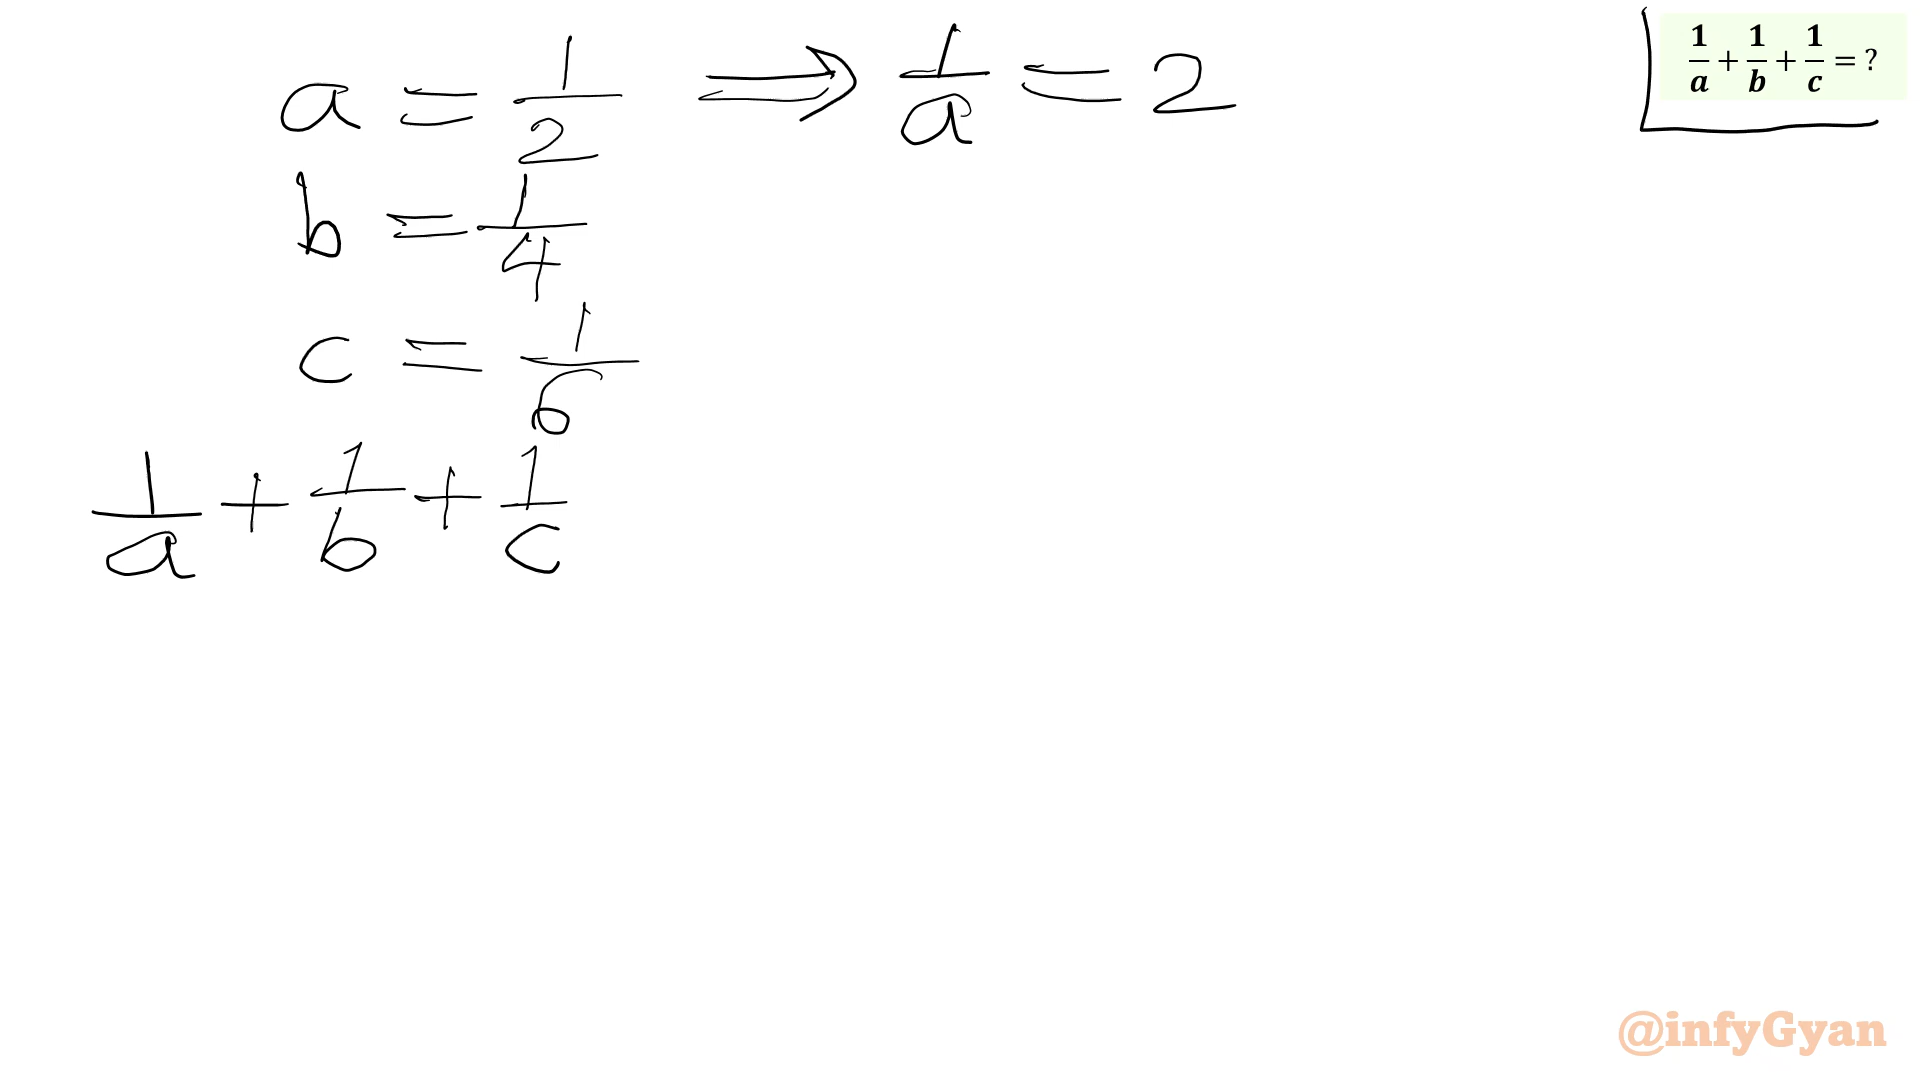 a = 1/2 ⟹ 1/a = 2
1/a + 1/b + 1/c = ?
b = 1/4
c = 1/6
1/a + 1/b + 1/c
@infyGyan